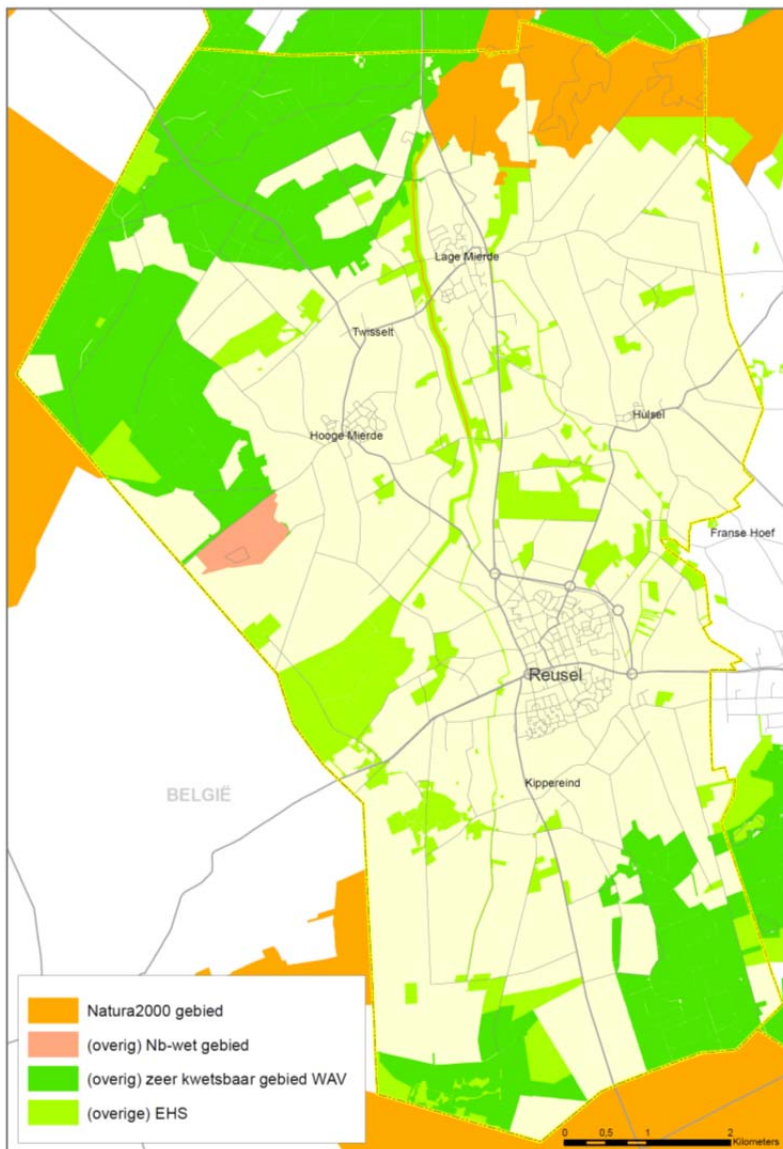 Lage Mierde
Twisselt
Hooge Mierde
Hulsel
Franse Hoef
Reusel
BELGIË
Kippereind
Natura2000 gebied
(overig) Nb-wet gebied
(overig) zeer kwetsbaar gebied WAV
(overige) EHS
0 0,5 1 2
Kilometers